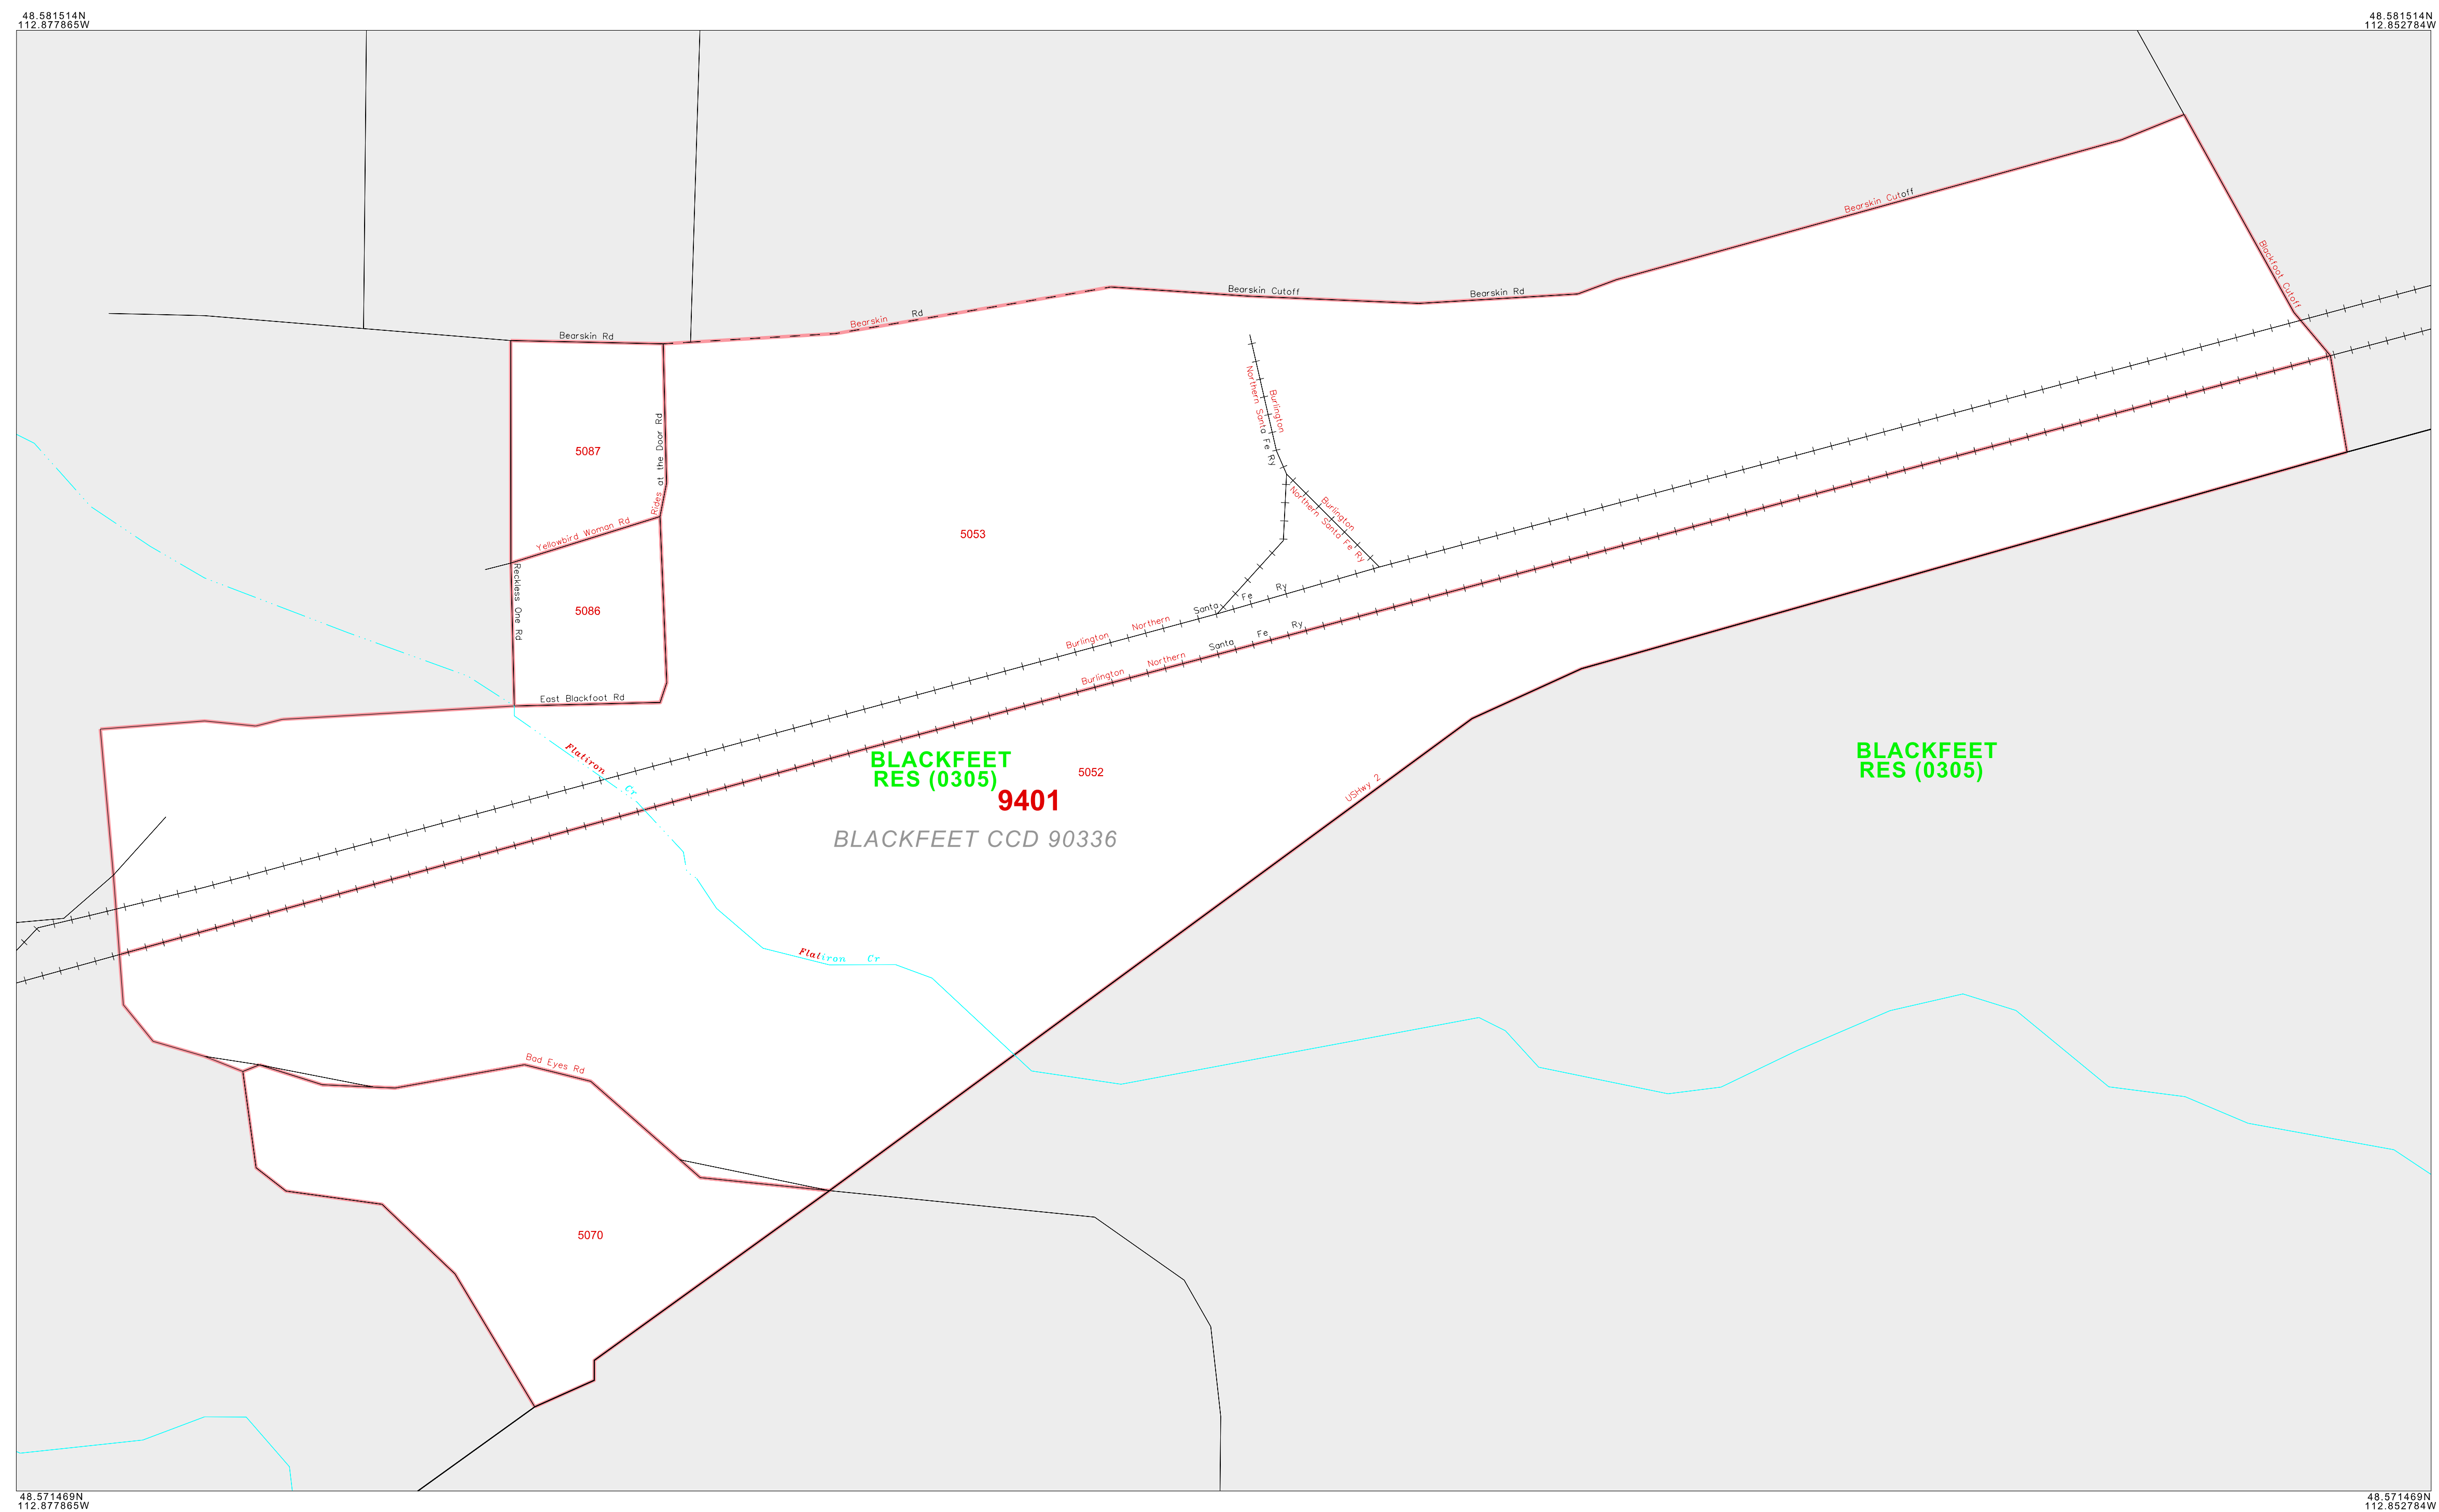 48.581514N
112.877865W
48.581514N
112.852784W
Bearskin Cutoff
Blackfoot Cutoff
Bearskin Cutoff
Bearskin Rd
Bearskin Rd
Bearskin Rd
Rides to the Door Rd
5087
Yellowbird Woman Rd
Burlington
Northern Santa Fe Ry
Burlington
Northern Santa Fe Ry
5053
5086
Reckless One Rd
East Blackfoot Rd
Burlington Northern Santa Fe Ry
Burlington Northern Santa Fe Ry
Flatiron Cr
BLACKFEET
RES (0305)
5052
9401
BLACKFEET CCD 90336
USHwy 2
BLACKFEET
RES (0305)
Flatiron Cr
Bad Eyes Rd
5070
48.571469N
112.877865W
48.571469N
112.852784W